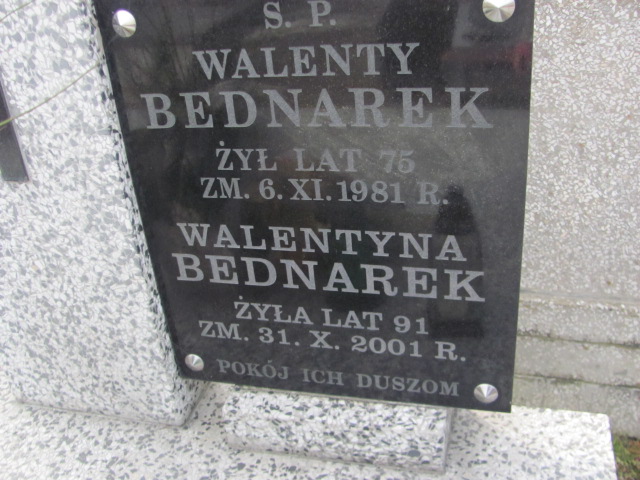 S. P.
WALENTY
BEDNAREK
ŻYŁ LAT 75
ZM. 6. XI. 1981 R.
WALENTYNA
BEDNAREK
ŻYŁA LAT 91
ZM. 31. X. 2001 R.
POKÓJ ICH DUSZOM